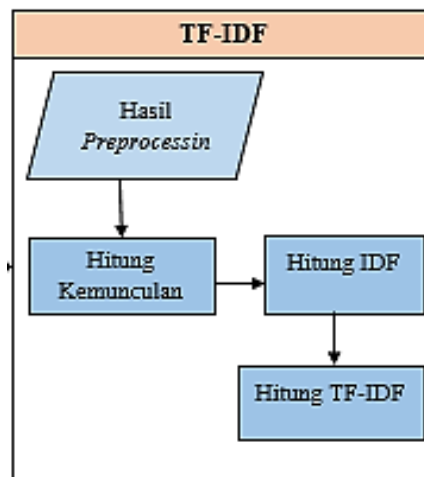 TF-IDF
Hasil
Preprocessin
Hitung
Kemunculan
Hitung IDF
Hitung TF-IDF